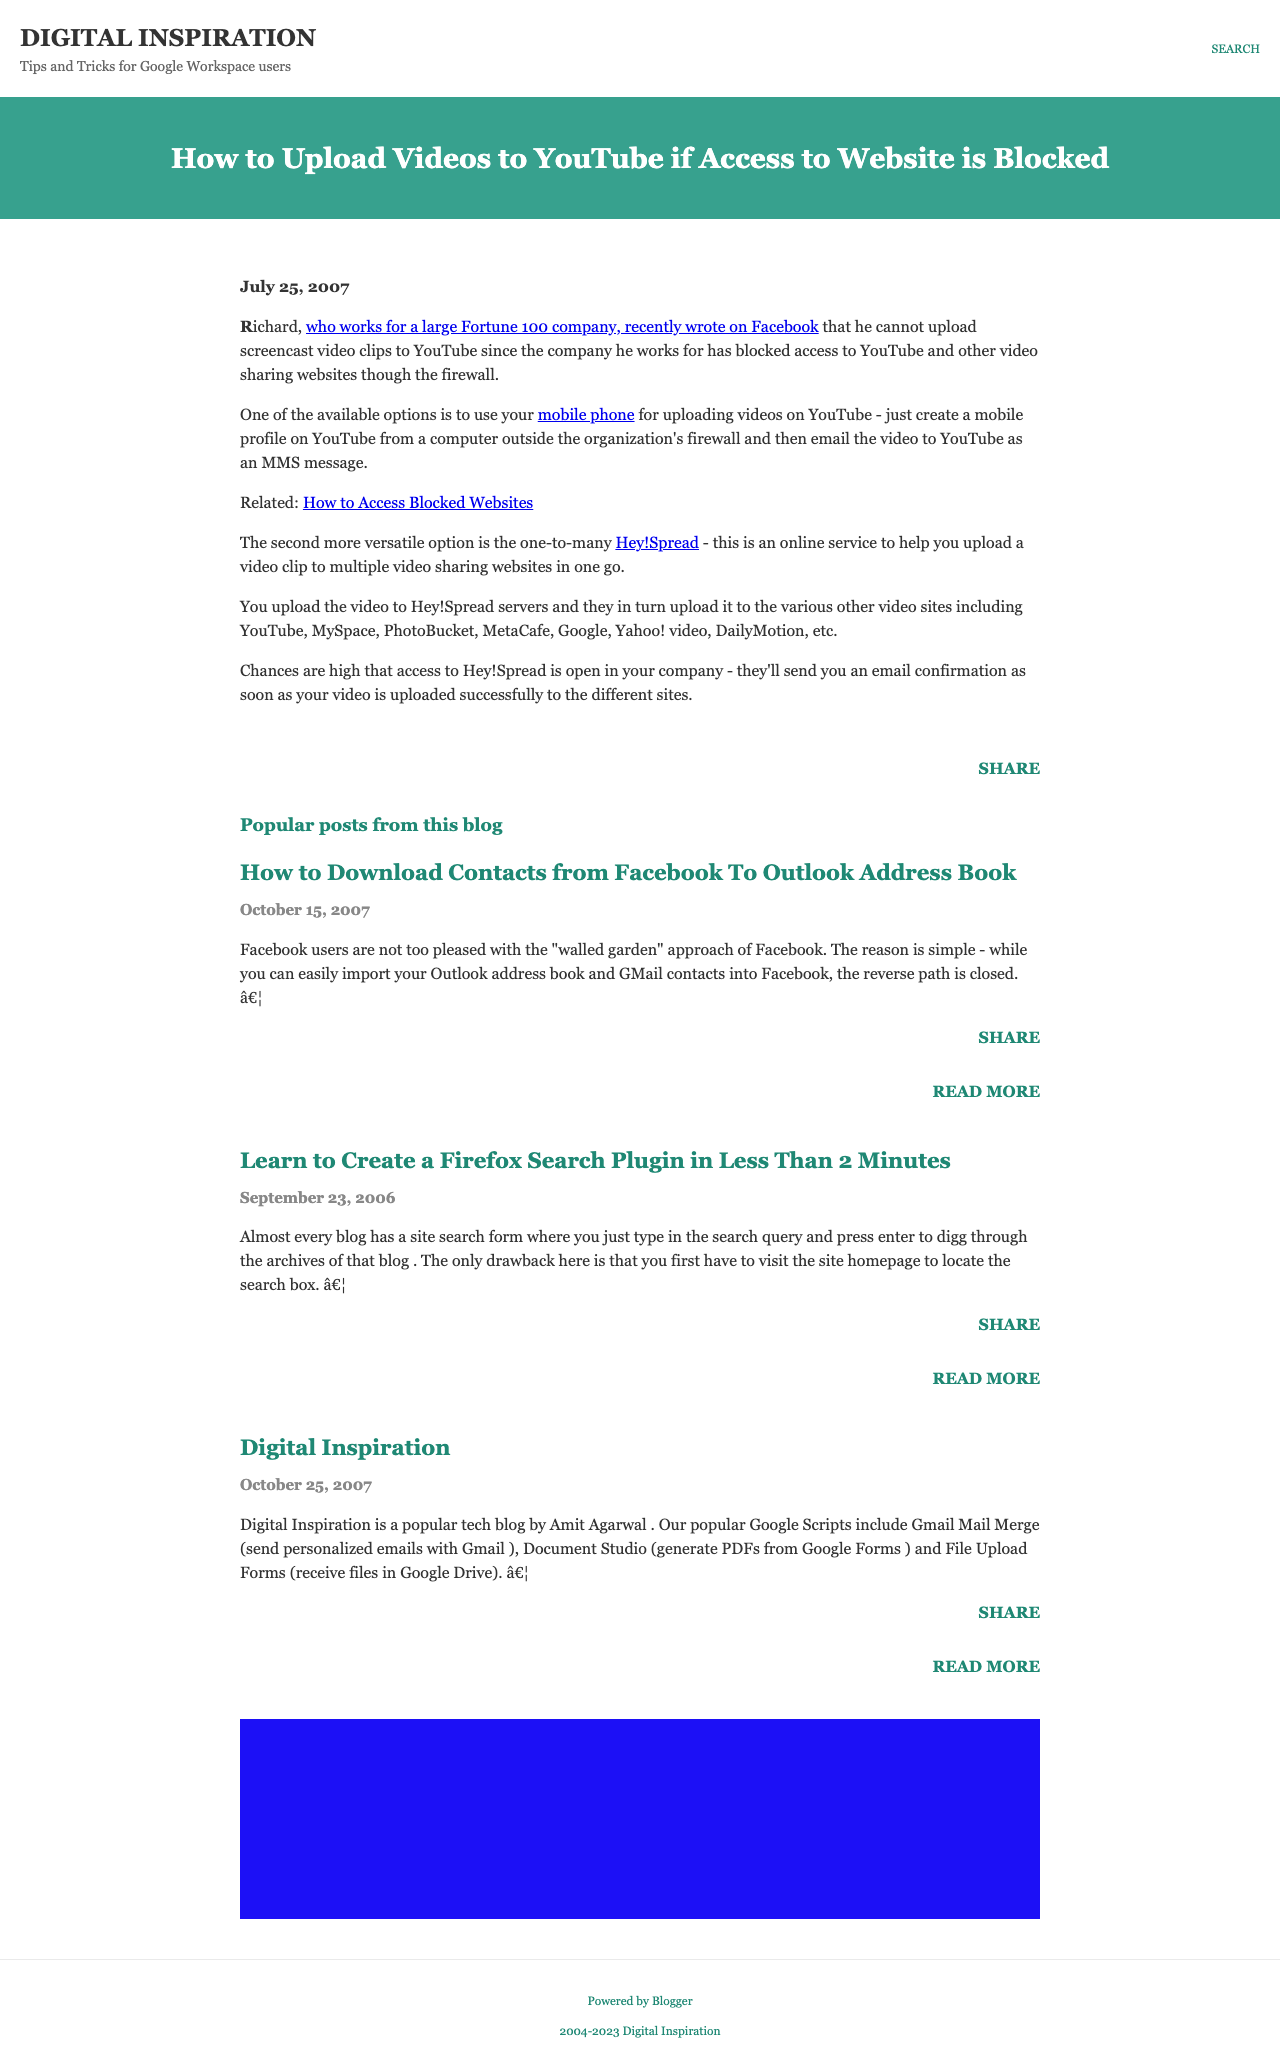 DIGITAL INSPIRATION
Tips and Tricks for Google Workspace users
SEARCH
How to Upload Videos to YouTube if Access to Website is Blocked
July 25, 2007
Richard, who works for a large Fortune 100 company, recently wrote on Facebook that he cannot upload
screencast video clips to YouTube since the company he works for has blocked access to YouTube and other video
sharing websites though the firewall.
One of the available options is to use your mobile phone for uploading videos on YouTube - just create a mobile
profile on YouTube from a computer outside the organization's firewall and then email the video to YouTube as
an MMS message.
Related: How to Access Blocked Websites
The second more versatile option is the one-to-many Hey!Spread - this is an online service to help you upload a
video clip to multiple video sharing websites in one go.
You upload the video to Hey!Spread servers and they in turn upload it to the various other video sites including
YouTube, MySpace, PhotoBucket, MetaCafe, Google, Yahoo! video, DailyMotion, etc.
Chances are high that access to Hey!Spread is open in your company - they'll send you an email confirmation as
soon as your video is uploaded successfully to the different sites.
SHARE
Popular posts from this blog
How to Download Contacts from Facebook To Outlook Address Book
October 15, 2007
Facebook users are not too pleased with the "walled garden" approach of Facebook. The reason is simple - while
you can easily import your Outlook address book and GMail contacts into Facebook, the reverse path is closed.
â€¦
SHARE
READ MORE
Learn to Create a Firefox Search Plugin in Less Than 2 Minutes
September 23, 2006
Almost every blog has a site search form where you just type in the search query and press enter to digg through
the archives of that blog . The only drawback here is that you first have to visit the site homepage to locate the
search box. â€¦
SHARE
READ MORE
Digital Inspiration
October 25, 2007
Digital Inspiration is a popular tech blog by Amit Agarwal . Our popular Google Scripts include Gmail Mail Merge
(send personalized emails with Gmail ), Document Studio (generate PDFs from Google Forms ) and File Upload
Forms (receive files in Google Drive). â€¦
SHARE
READ MORE
Powered by Blogger
2004-2023 Digital Inspiration